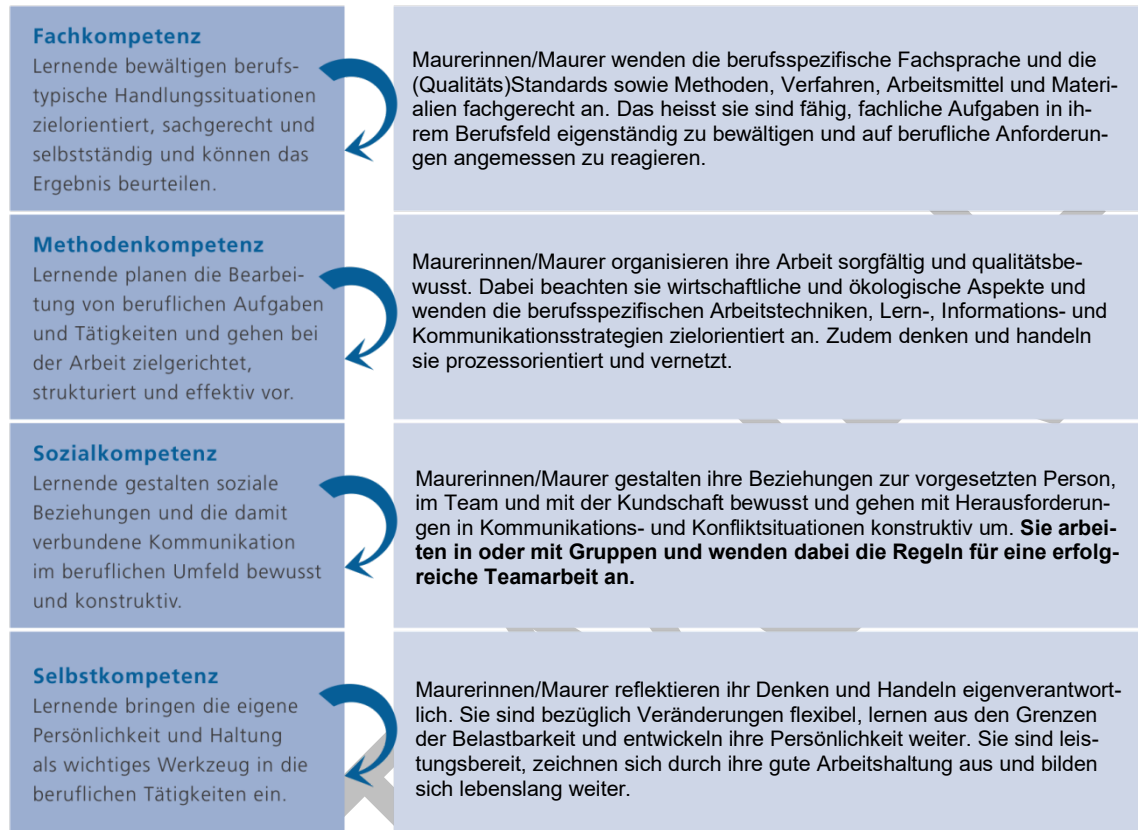 Fachkompetenz
Lernende bewältigen berufs-
typische Handlungssituationen
zielorientiert, sachgerecht und
selbstständig und können das
Ergebnis beurteilen.
Maurerinnen/Maurer wenden die berufsspezifische Fachsprache und die
(Qualitäts)Standards sowie Methoden, Verfahren, Arbeitsmittel und Materi-
alien fachgerecht an. Das heisst sie sind fähig, fachliche Aufgaben in ih-
rem Berufsfeld eigenständig zu bewältigen und auf berufliche Anforderun-
gen angemessen zu reagieren.
Methodenkompetenz
Lernende planen die Bearbei-
tung von beruflichen Aufgaben
und Tätigkeiten und gehen bei
der Arbeit zielgerichtet,
strukturiert und effektiv vor.
Maurerinnen/Maurer organisieren ihre Arbeit sorgfältig und qualitätsbe-
wusst. Dabei beachten sie wirtschaftliche und ökologische Aspekte und
wenden die berufsspezifischen Arbeitstechniken, Lern-, Informations- und
Kommunikationsstrategien zielorientiert an. Zudem denken und handeln
sie prozessorientiert und vernetzt.
Sozialkompetenz
Lernende gestalten soziale
Beziehungen und die damit
verbundene Kommunikation
im beruflichen Umfeld bewusst
und konstruktiv.
Maurerinnen/Maurer gestalten ihre Beziehungen zur vorgesetzten Person,
im Team und mit der Kundschaft bewusst und gehen mit Herausforderun-
gen in Kommunikations- und Konfliktsituationen konstruktiv um. Sie arbei-
ten in oder mit Gruppen und wenden dabei die Regeln für eine erfolg-
reiche Teamarbeit an.
Selbstkompetenz
Lernende bringen die eigene
Persönlichkeit und Haltung
als wichtiges Werkzeug in die
beruflichen Tätigkeiten ein.
Maurerinnen/Maurer reflektieren ihr Denken und Handeln eigenverantwort-
lich. Sie sind bezüglich Veränderungen flexibel, lernen aus den Grenzen
der Belastbarkeit und entwickeln ihre Persönlichkeit weiter. Sie sind leis-
tungsbereit, zeichnen sich durch ihre gute Arbeitshaltung aus und bilden
sich lebenslang weiter.